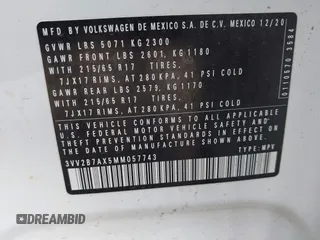 MFD BY VOLKSWAGEN DE MEXICO S.A. DE C.V. MEXICO 12/20
GVWR LBS 5071 KG 2300
GAWR FRONT LBS 2601, KG 1180
WITH 215/65 R17 TIRES,
7JX17 RIMS, AT 280 KPA, 41 PSI COLD
GAWR REAR LBS 2579, KG 1170
WITH 215/65 R17 TIRES,
7JX17 RIMS, AT 280 KPA, 41 PSI COLD
THIS VEHICLE CONFORMS TO ALL APPLICABLE
U.S. FEDERAL MOTOR VEHICLE SAFETY AND
THEFT PREVENTION STANDARDS IN EFFECT ON
THE DATE OF MANUFACTURE SHOWN ABOVE.
3VV2B7AX5MM057743 TYPE: MPV
0110570 3584
DREAMBID